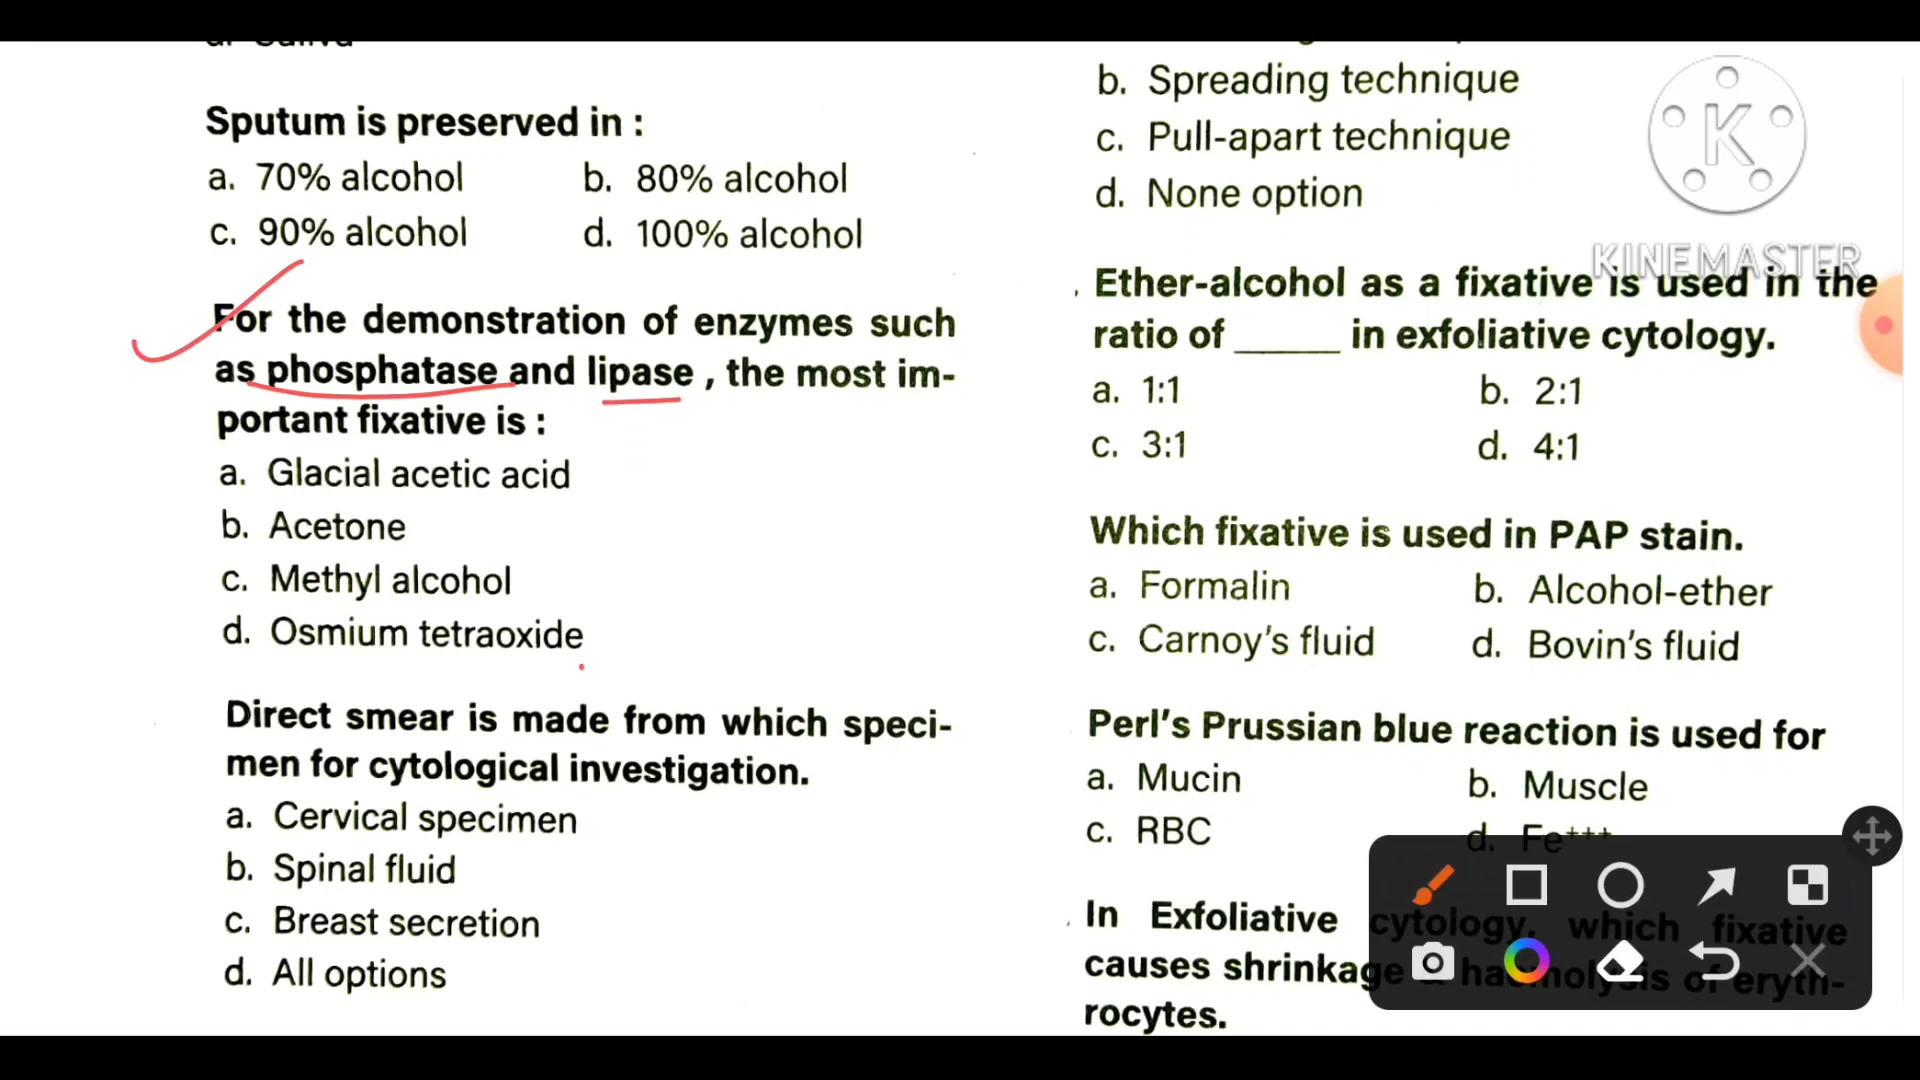 Sputum is preserved in :
a. 70% alcohol b. 80% alcohol
c. 90% alcohol d. 100% alcohol
For the demonstration of enzymes such
as phosphatase and lipase , the most im-
portant fixative is :
a. Glacial acetic acid
b. Acetone
c. Methyl alcohol
d. Osmium tetraoxide
Direct smear is made from which speci-
men for cytological investigation.
a. Cervical specimen
b. Spinal fluid
c. Breast secretion
d. All options
b. Spreading technique
c. Pull-apart technique
d. None option
K
KINEMASTER
Ether-alcohol as a fixative is used in the
ratio of _____ in exfoliative cytology.
a. 1:1 b. 2:1
c. 3:1 d. 4:1
Which fixative is used in PAP stain.
a. Formalin b. Alcohol-ether
c. Carnoy's fluid d. Bovin's fluid
Perl's Prussian blue reaction is used for
a. Mucin b. Muscle
c. RBC d. Fe+++
In Exfoliative cytology, which fixative
causes shrinkage & haemolysis of eryth-
rocytes.